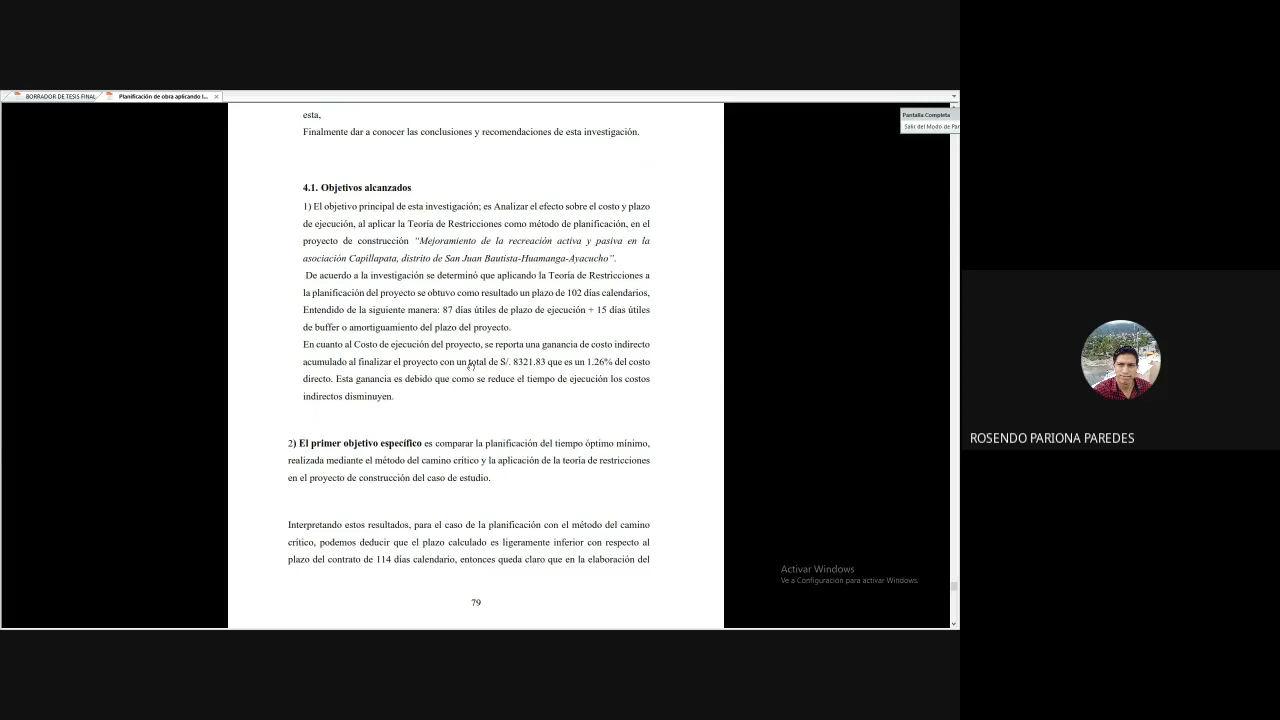 BORRADOR DE TESIS FINAL
Planificación de obra aplicando l...
Pantalla Completa
Salir del Modo de Pan
esta,
Finalmente dar a conocer las conclusiones y recomendaciones de esta investigación.
4.1. Objetivos alcanzados
1) El objetivo principal de esta investigación; es Analizar el efecto sobre el costo y plazo
de ejecución, al aplicar la Teoría de Restricciones como método de planificación, en el
proyecto de construcción “Mejoramiento de la recreación activa y pasiva en la
asociación Capillapata, distrito de San Juan Bautista-Huamanga-Ayacucho”.
De acuerdo a la investigación se determinó que aplicando la Teoría de Restricciones a
la planificación del proyecto se obtuvo como resultado un plazo de 102 días calendarios,
Entendido de la siguiente manera: 87 días útiles de plazo de ejecución + 15 días útiles
de buffer o amortiguamiento del plazo del proyecto.
En cuanto al Costo de ejecución del proyecto, se reporta una ganancia de costo indirecto
acumulado al finalizar el proyecto con un total de S/. 8321.83 que es un 1.26% del costo
directo. Esta ganancia es debido que como se reduce el tiempo de ejecución los costos
indirectos disminuyen.
2) El primer objetivo específico es comparar la planificación del tiempo óptimo mínimo,
realizada mediante el método del camino crítico y la aplicación de la teoría de restricciones
en el proyecto de construcción del caso de estudio.
Interpretando estos resultados, para el caso de la planificación con el método del camino
crítico, podemos deducir que el plazo calculado es ligeramente inferior con respecto al
plazo del contrato de 114 días calendario, entonces queda claro que en la elaboración del
79
Activar Windows
Ve a Configuración para activar Windows.
ROSENDO PARIONA PAREDES